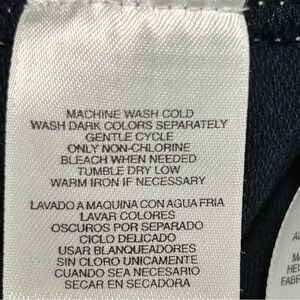 MACHINE WASH COLD
WASH DARK COLORS SEPARATELY
GENTLE CYCLE
ONLY NON-CHLORINE
BLEACH WHEN NEEDED
TUMBLE DRY LOW
WARM IRON IF NECESSARY
LAVADO A MAQUINA CON AGUA FRIA
LAVAR COLORES
OSCUROS POR SEPARADO
CICLO DELICADO
USAR BLANQUEADORES
SIN CLORO UNICAMENTE
CUANDO SEA NECESARIO
SECAR EN SECADORA